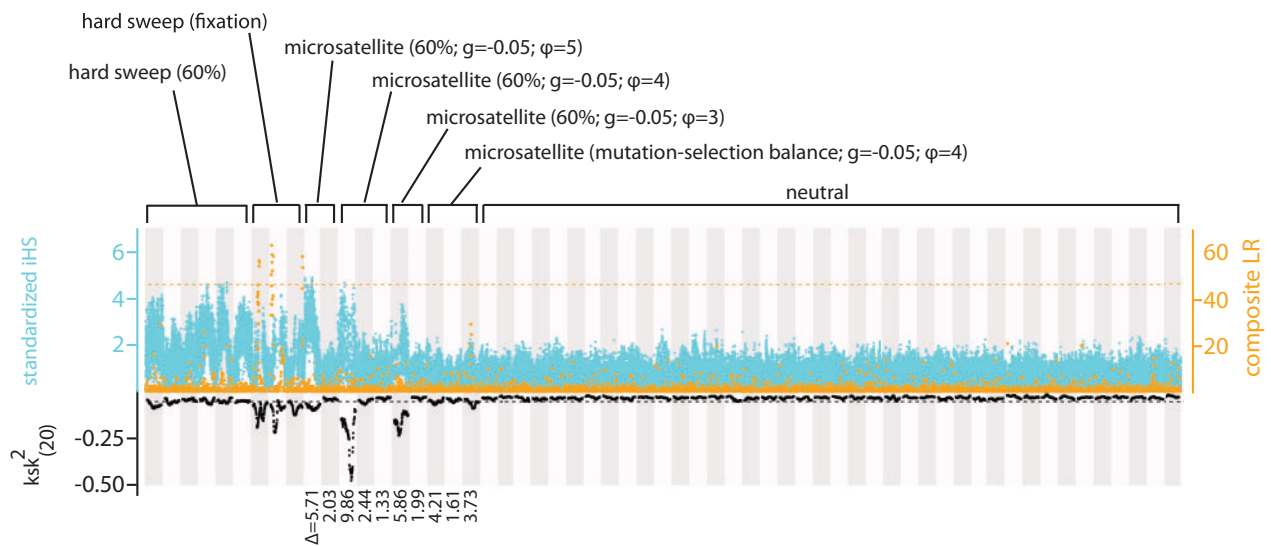 hard sweep (fixation)
microsatellite (60%; g=-0.05; φ=5)
hard sweep (60%)
microsatellite (60%; g=-0.05; φ=4)
microsatellite (60%; g=-0.05; φ=3)
microsatellite (mutation-selection balance; g=-0.05; φ=4)
neutral
standardized iHS
6
4
2
60
40
20
composite LR
ksk²(20)
-0.25
-0.50
Δ=5.71
2.03
9.86
2.44
1.33
5.86
1.99
4.21
1.61
3.73